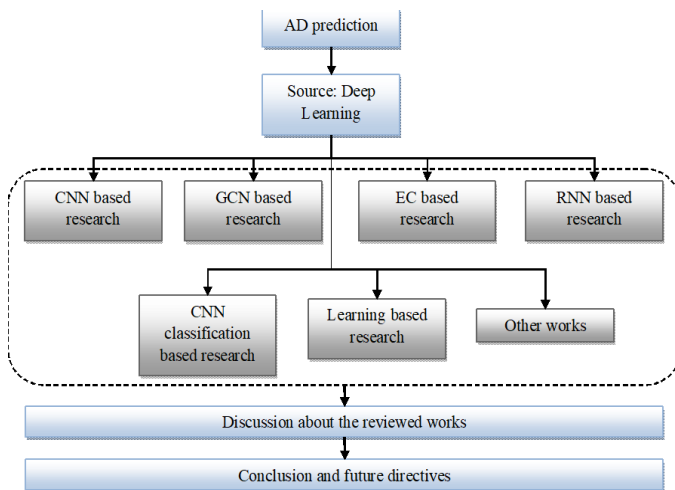 AD prediction
Source: Deep
Learning
CNN based
research
GCN based
research
EC based
research
RNN based
research
CNN
classification
based research
Learning based
research
Other works
Discussion about the reviewed works
Conclusion and future directives